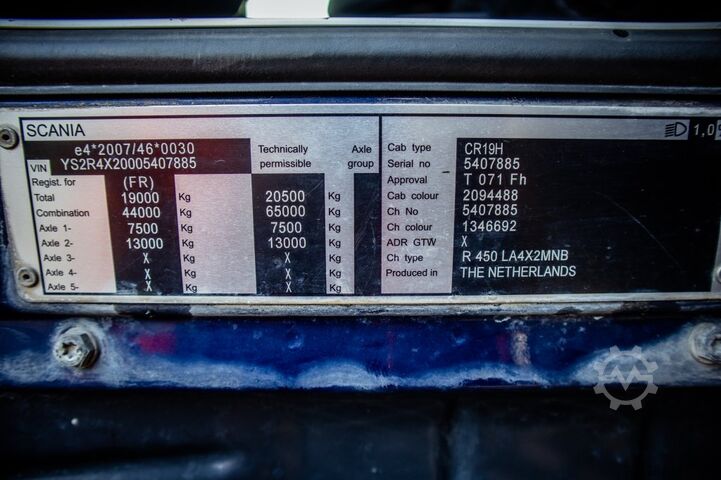 SCANIA
e4*2007/46*0030
VIN YS2R4X20005407885
Technically permissible
Axle group
Regist. for (FR)
Total 19000 Kg 20500 Kg
Combination 44000 Kg 65000 Kg
Axle 1- 7500 Kg 7500 Kg
Axle 2- 13000 Kg 13000 Kg
Axle 3- X Kg X Kg
Axle 4- X Kg X Kg
Axle 5- X Kg X Kg
Cab type CR19H
Serial no 5407885
Approval T 071 Fh
Cab colour 2094488
Ch No 5407885
Ch colour 1346692
ADR GTW X
Ch type R 450 LA4X2MNB
Produced in THE NETHERLANDS